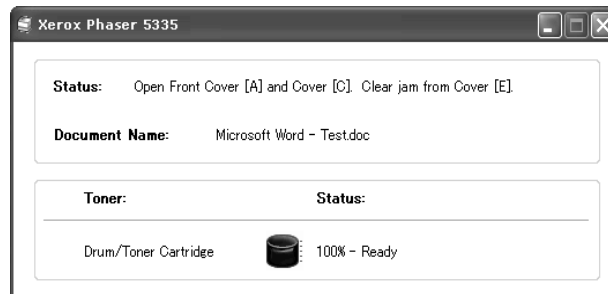 Xerox Phaser 5335
Status: Open Front Cover [A] and Cover [C]. Clear jam from Cover [E].
Document Name: Microsoft Word - Test.doc
Toner: Status:
Drum/Toner Cartridge 100% - Ready